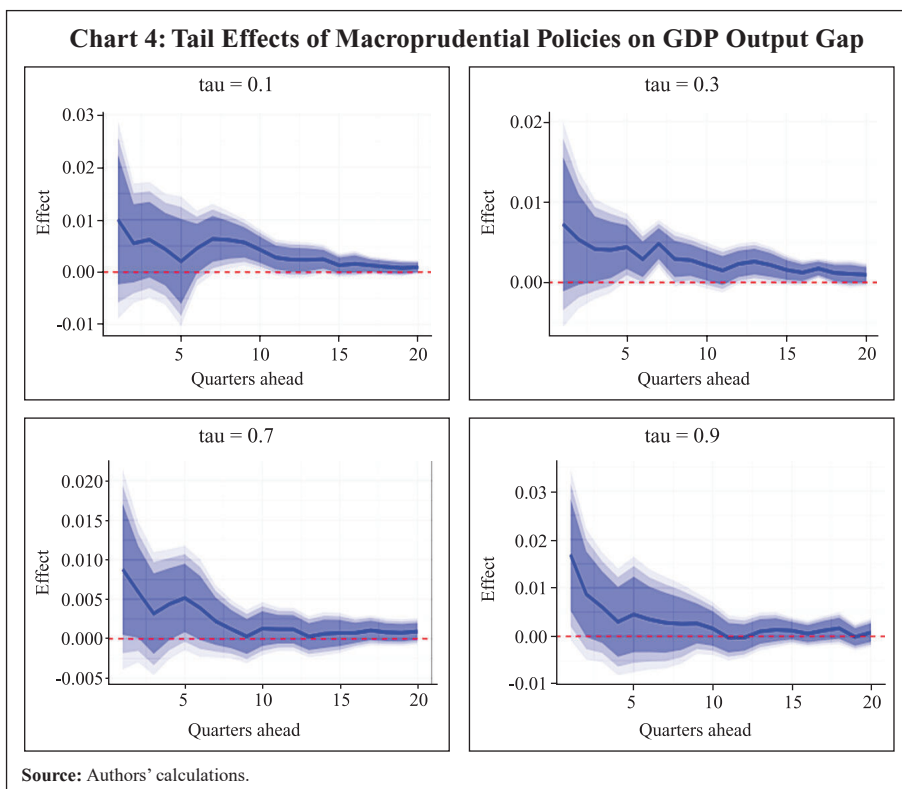 Chart 4: Tail Effects of Macroprudential Policies on GDP Output Gap
tau = 0.1
0.03
0.02
0.01
0.00
-0.01
Effect
5 10 15 20
Quarters ahead
tau = 0.3
0.02
0.01
0.00
Effect
5 10 15 20
Quarters ahead
tau = 0.7
0.020
0.015
0.010
0.005
0.000
-0.005
Effect
5 10 15 20
Quarters ahead
tau = 0.9
0.03
0.02
0.01
0.00
-0.01
Effect
5 10 15 20
Quarters ahead
Source: Authors' calculations.